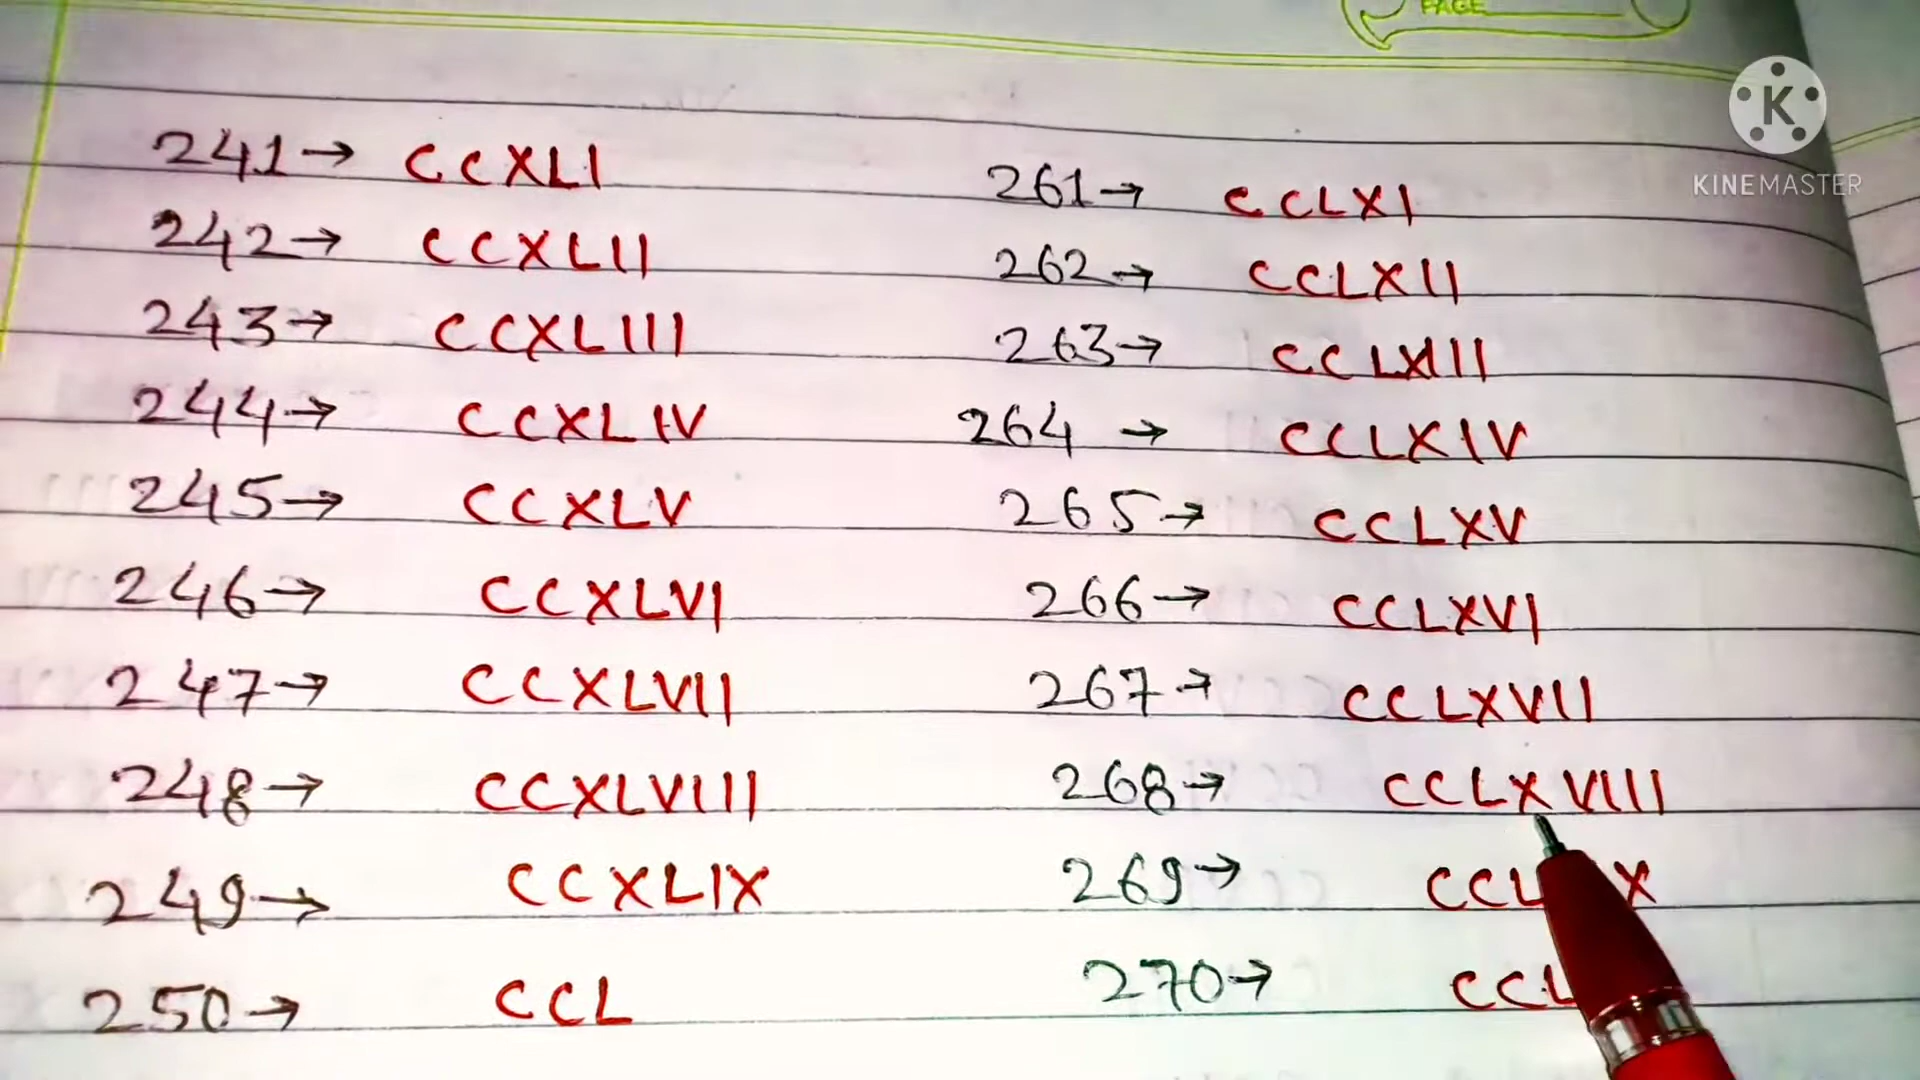 PAGE
K
KINEMASTER
241→ CCXLI
242→ CCXLII
243→ CCXLIII
244→ CCXLIV
245→ CCXLV
246→ CCXLVI
247→ CCXLVII
248→ CCXLVIII
249→ CCXLIX
250→ CCL
261→ CCLXI
262→ CCLXII
263→ CCLXIII
264→ CCLXIV
265→ CCLXV
266→ CCLXVI
267→ CCLXVII
268→ CCLXVIII
269→
270→